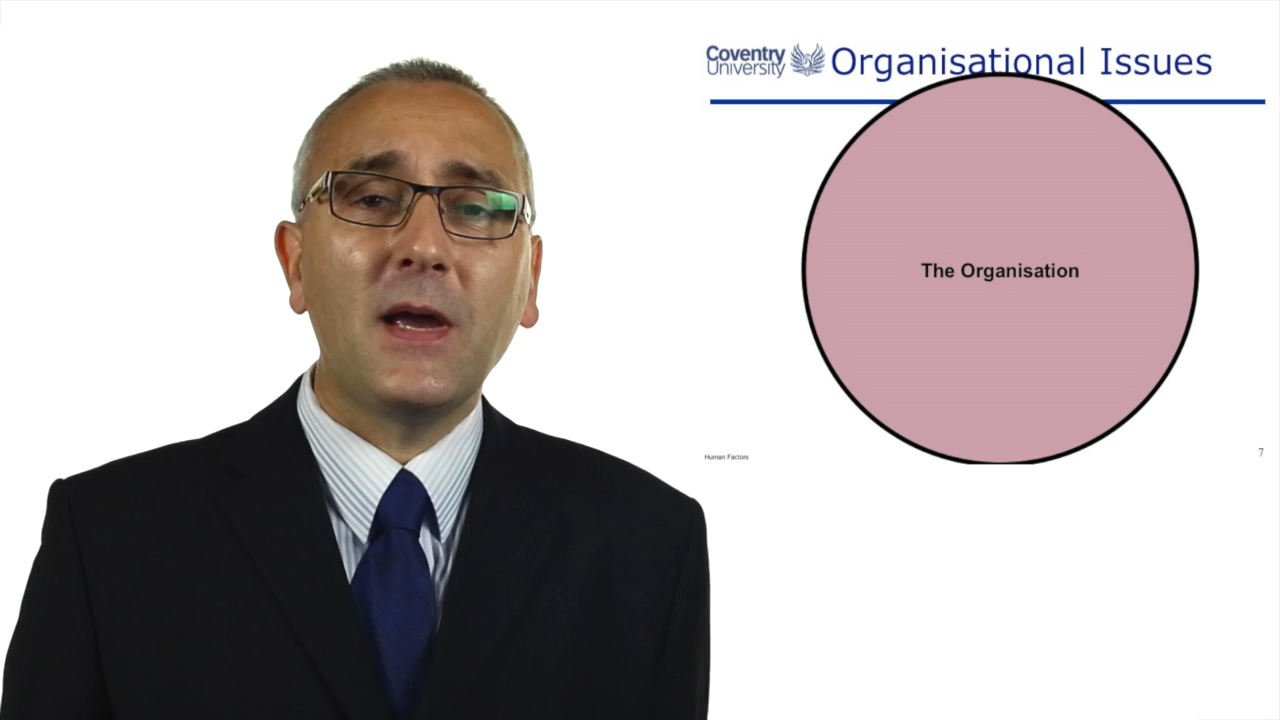 Coventry
University
Organisational Issues
The Organisation
Human Factors
7